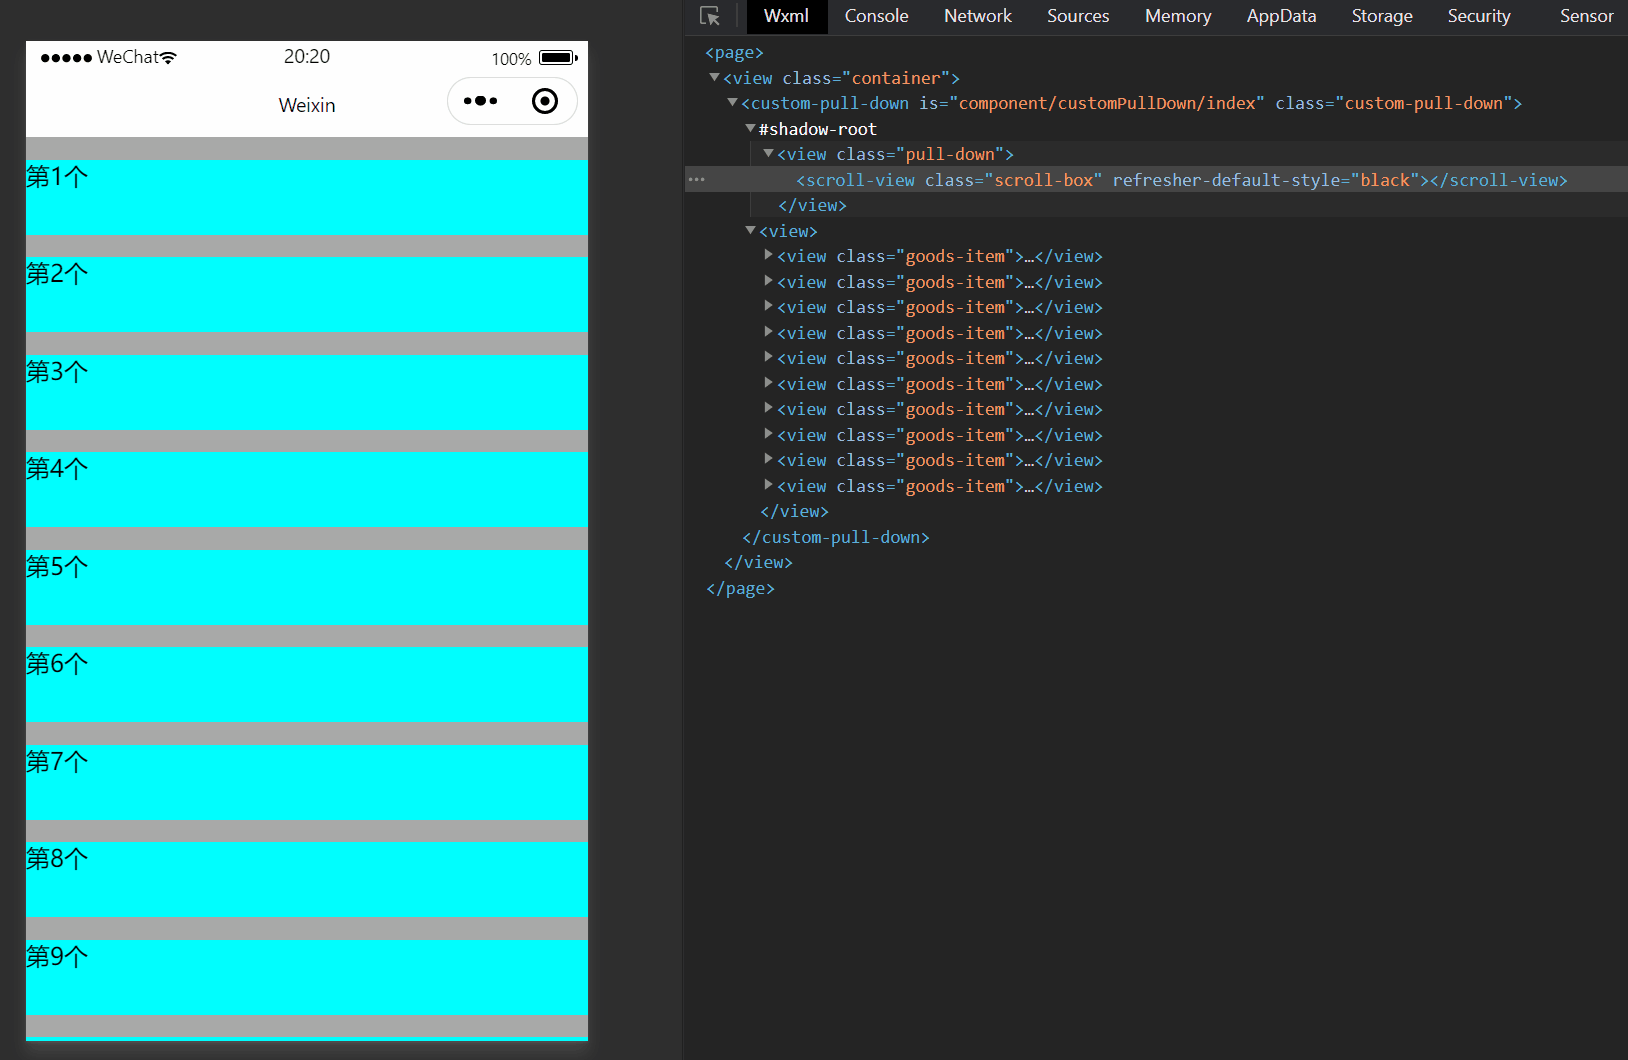 WeChat 20:20 100%
Weixin
第1个
第2个
第3个
第4个
第5个
第6个
第7个
第8个
第9个
Wxml Console Network Sources Memory AppData Storage Security Sensor
<page>
<view class="container">
<custom-pull-down is="component/customPullDown/index" class="custom-pull-down">
#shadow-root
<view class="pull-down">
<scroll-view class="scroll-box" refresher-default-style="black"></scroll-view>
</view>
<view>
<view class="goods-item">…</view>
<view class="goods-item">…</view>
<view class="goods-item">…</view>
<view class="goods-item">…</view>
<view class="goods-item">…</view>
<view class="goods-item">…</view>
<view class="goods-item">…</view>
<view class="goods-item">…</view>
<view class="goods-item">…</view>
<view class="goods-item">…</view>
</view>
</custom-pull-down>
</view>
</page>